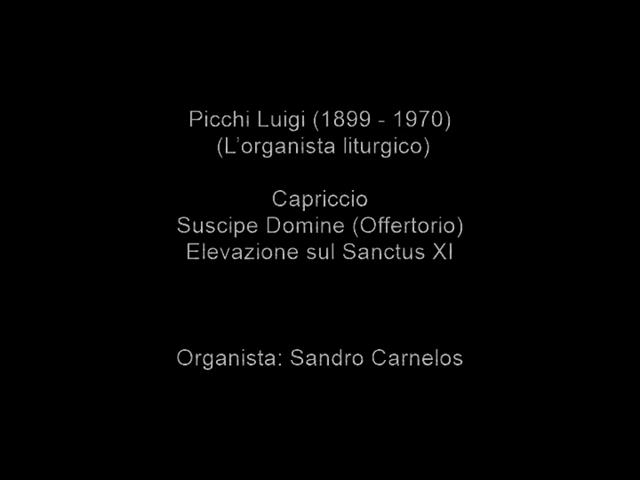 Picchi Luigi (1899 - 1970)
(L'organista liturgico)
Capriccio
Suscipe Domine (Offertorio)
Elevazione sul Sanctus XI
Organista: Sandro Carnelos